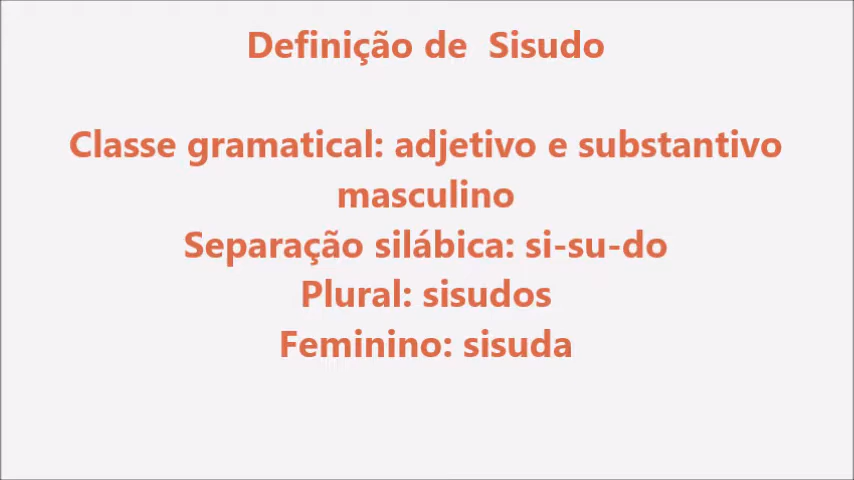 Definição de Sisudo
Classe gramatical: adjetivo e substantivo
masculino
Separação silábica: si-su-do
Plural: sisudos
Feminino: sisuda